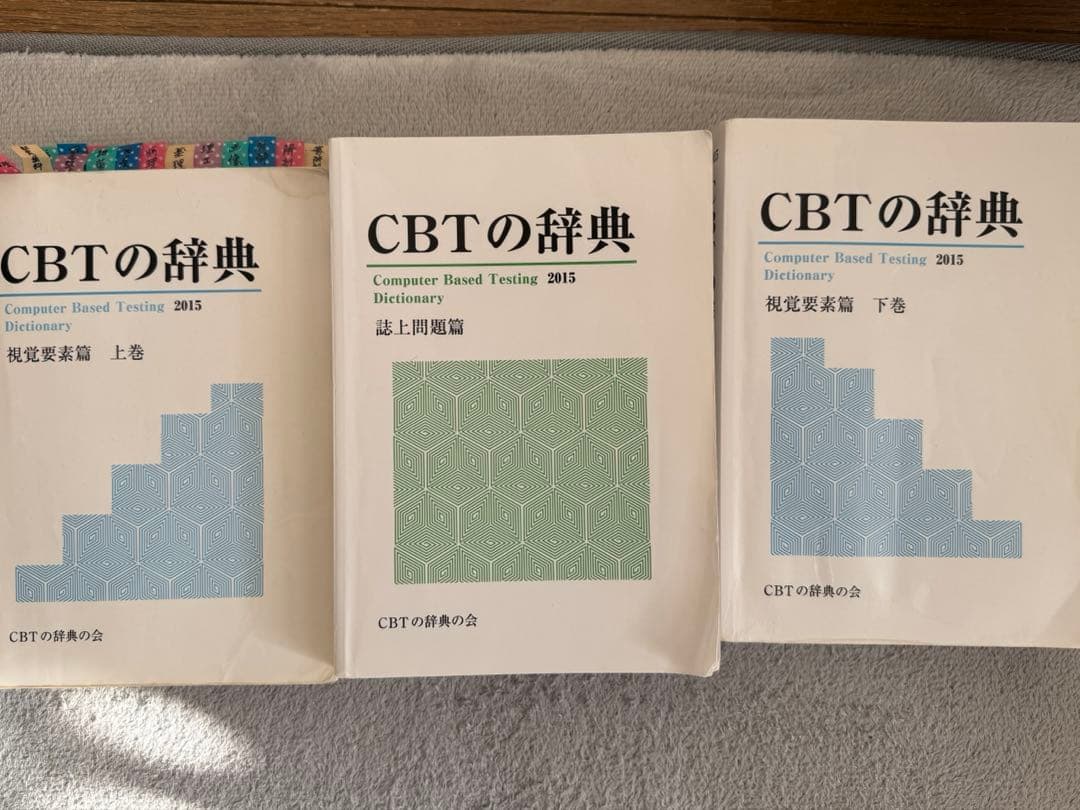 CBTの辞典
Computer Based Testing 2015
Dictionary
視覚要素篇 上巻
CBTの辞典の会
CBTの辞典
Computer Based Testing 2015
Dictionary
誌上問題篇
CBTの辞典の会
CBTの辞典
Computer Based Testing 2015
Dictionary
視覚要素篇 下巻
CBTの辞典の会